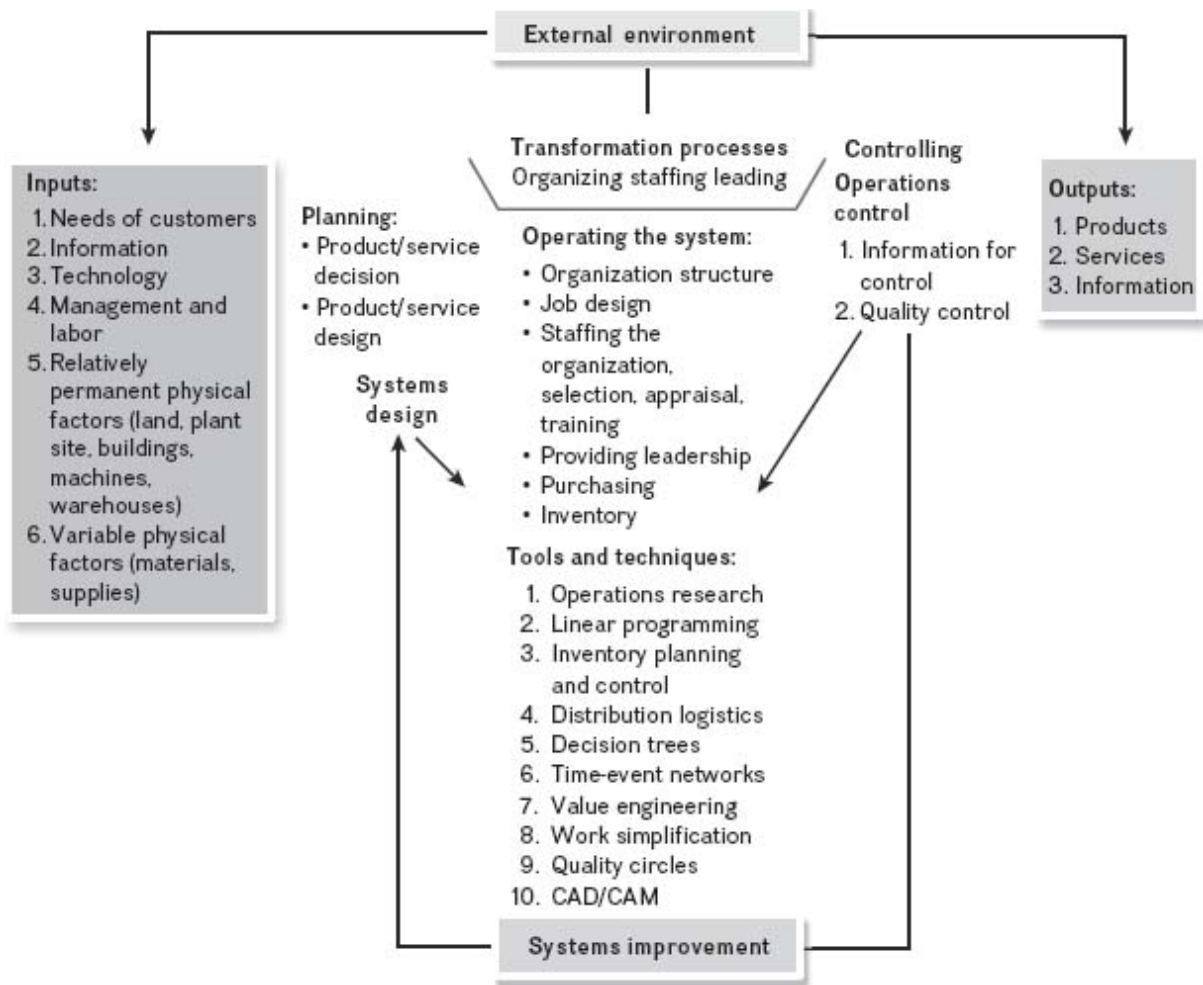 External environment
Inputs:
1. Needs of customers
2. Information
3. Technology
4. Management and
labor
5. Relatively
permanent physical
factors (land, plant
site, buildings,
machines,
warehouses)
6. Variable physical
factors (materials,
supplies)
Planning:
• Product/service
decision
• Product/service
design
Systems
design
Transformation processes
Organizing staffing leading
Operating the system:
• Organization structure
• Job design
• Staffing the
organization,
selection, appraisal,
training
• Providing leadership
• Purchasing
• Inventory
Tools and techniques:
1. Operations research
2. Linear programming
3. Inventory planning
and control
4. Distribution logistics
5. Decision trees
6. Time-event networks
7. Value engineering
8. Work simplification
9. Quality circles
10. CAD/CAM
Controlling
Operations
control
1. Information for
control
2. Quality control
Outputs:
1. Products
2. Services
3. Information
Systems improvement